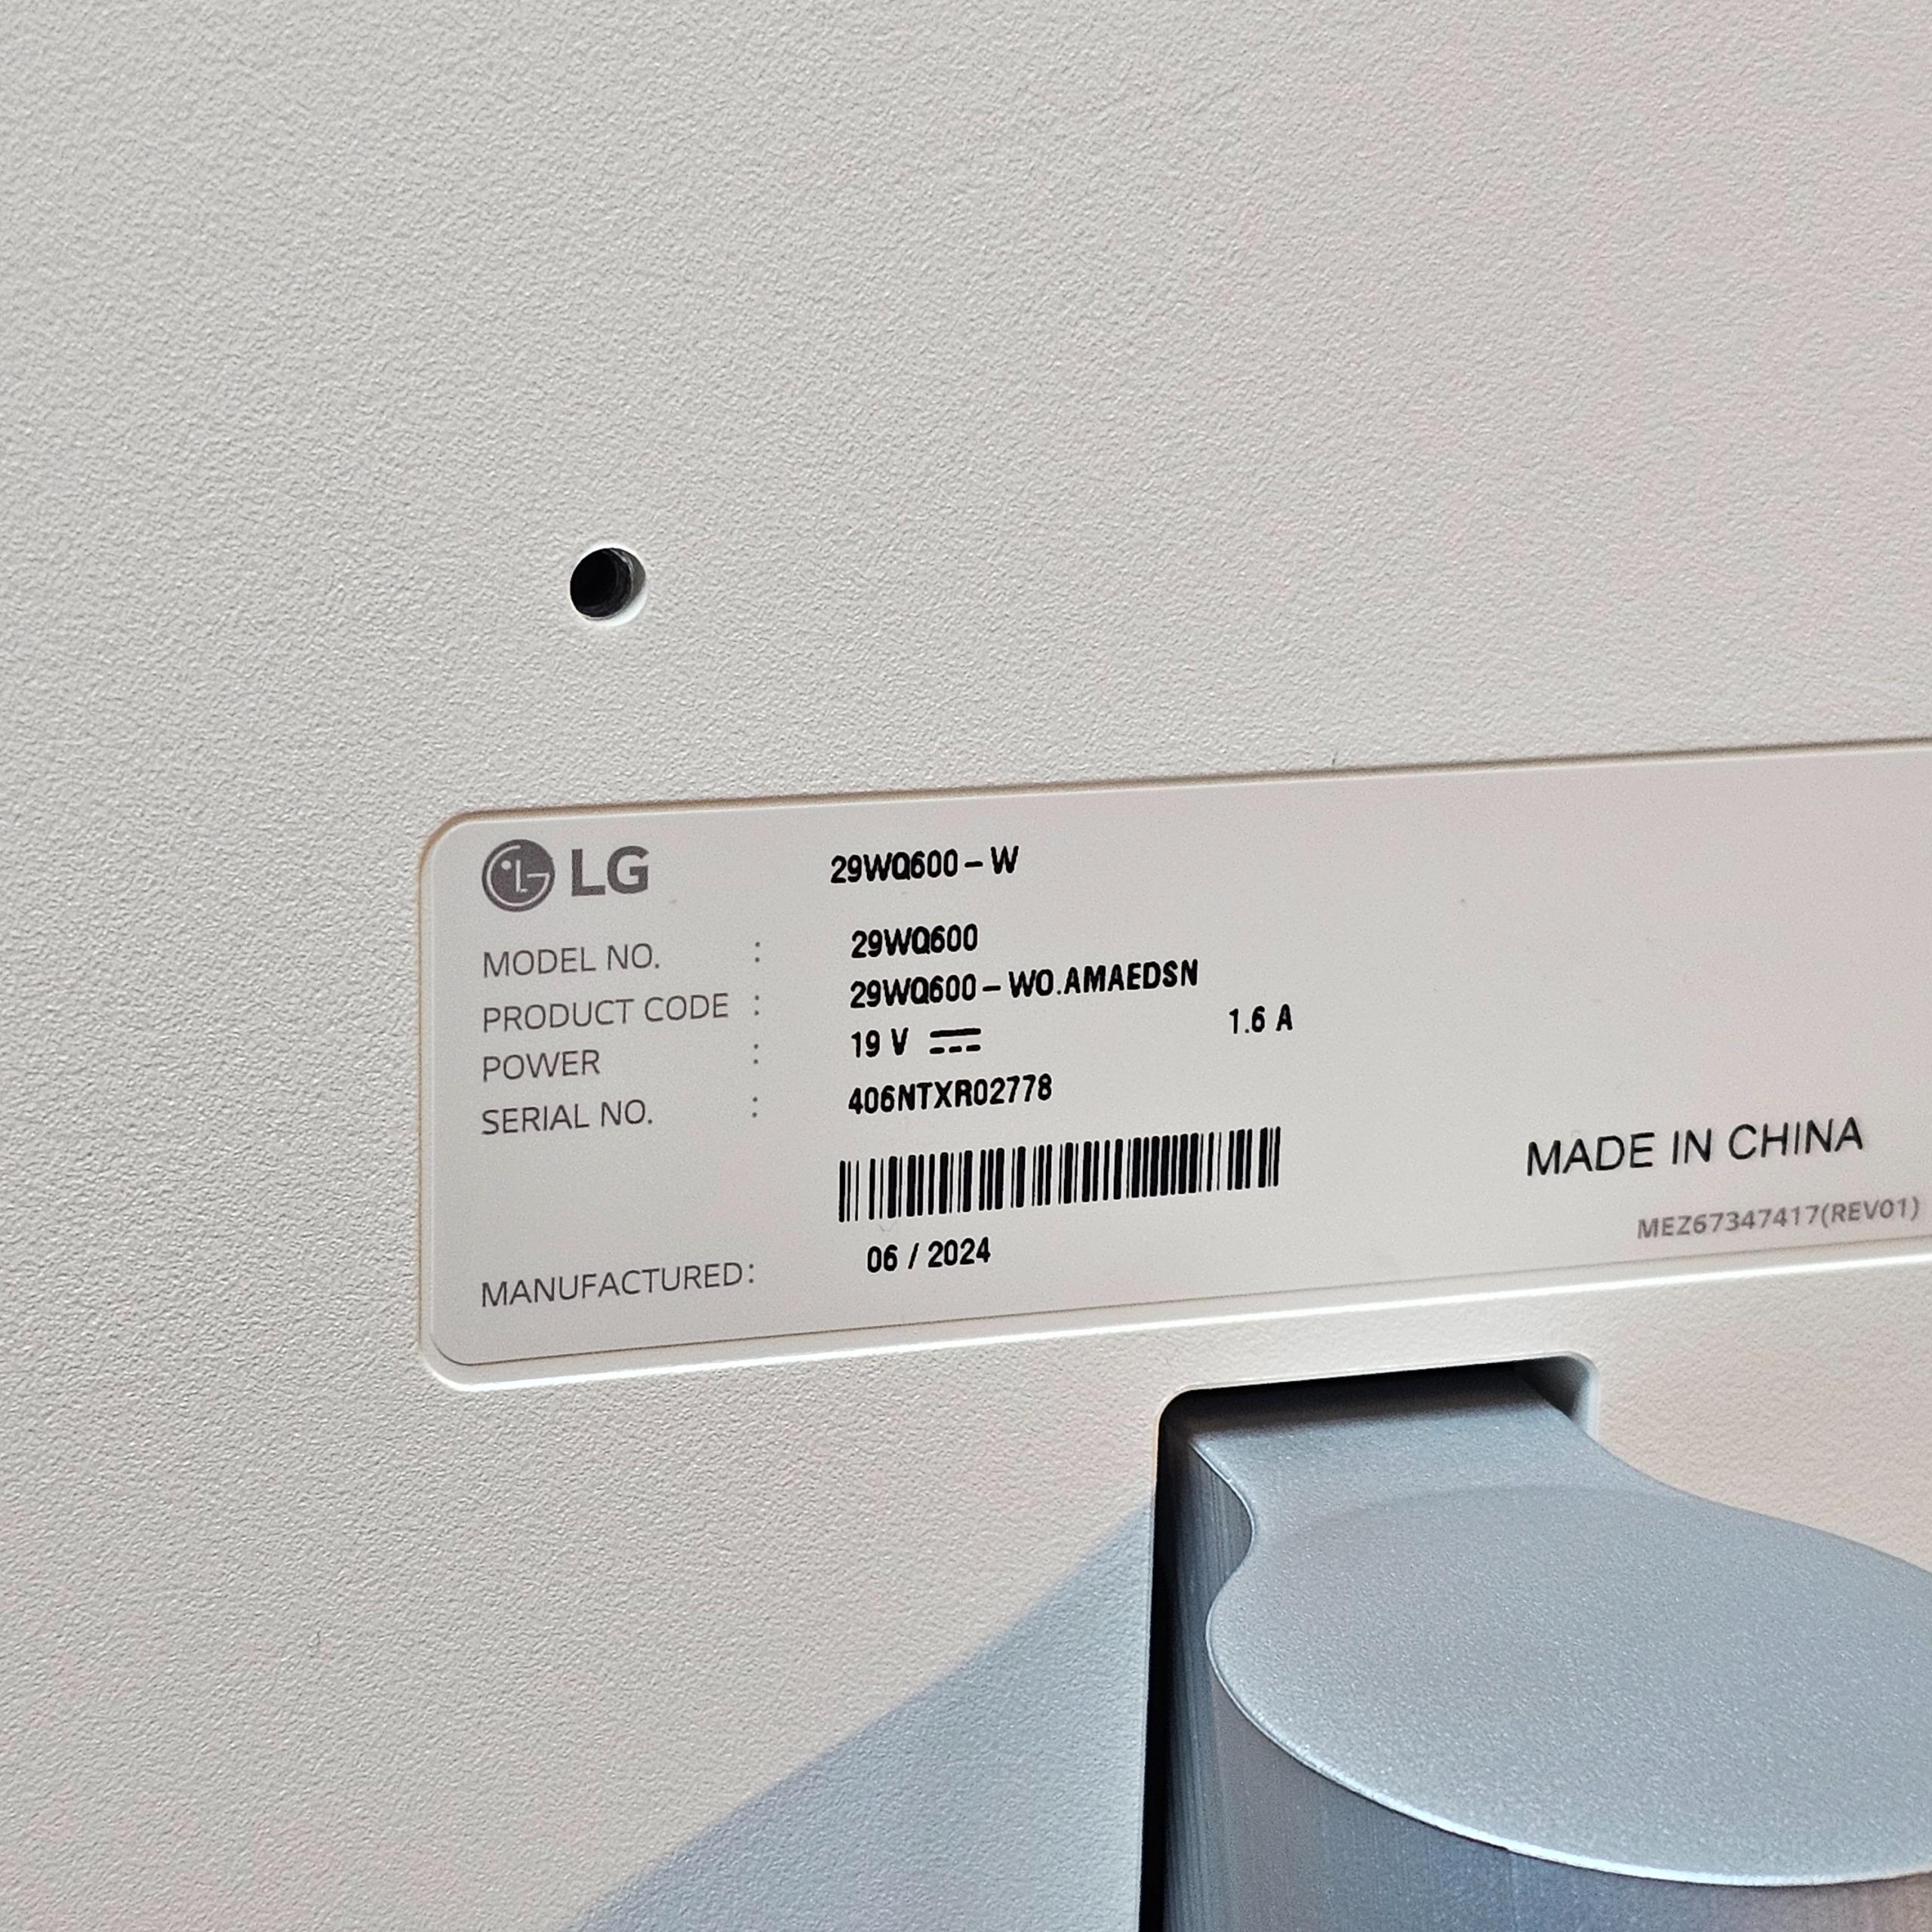 LG 29WQ600-W
MODEL NO. : 29WQ600
PRODUCT CODE : 29WQ600-WO.AMAEDSN
POWER : 19 V ⎓ 1.6 A
SERIAL NO. : 406NTXR02778
MADE IN CHINA
MEZ67347417(REV01)
MANUFACTURED: 06 / 2024